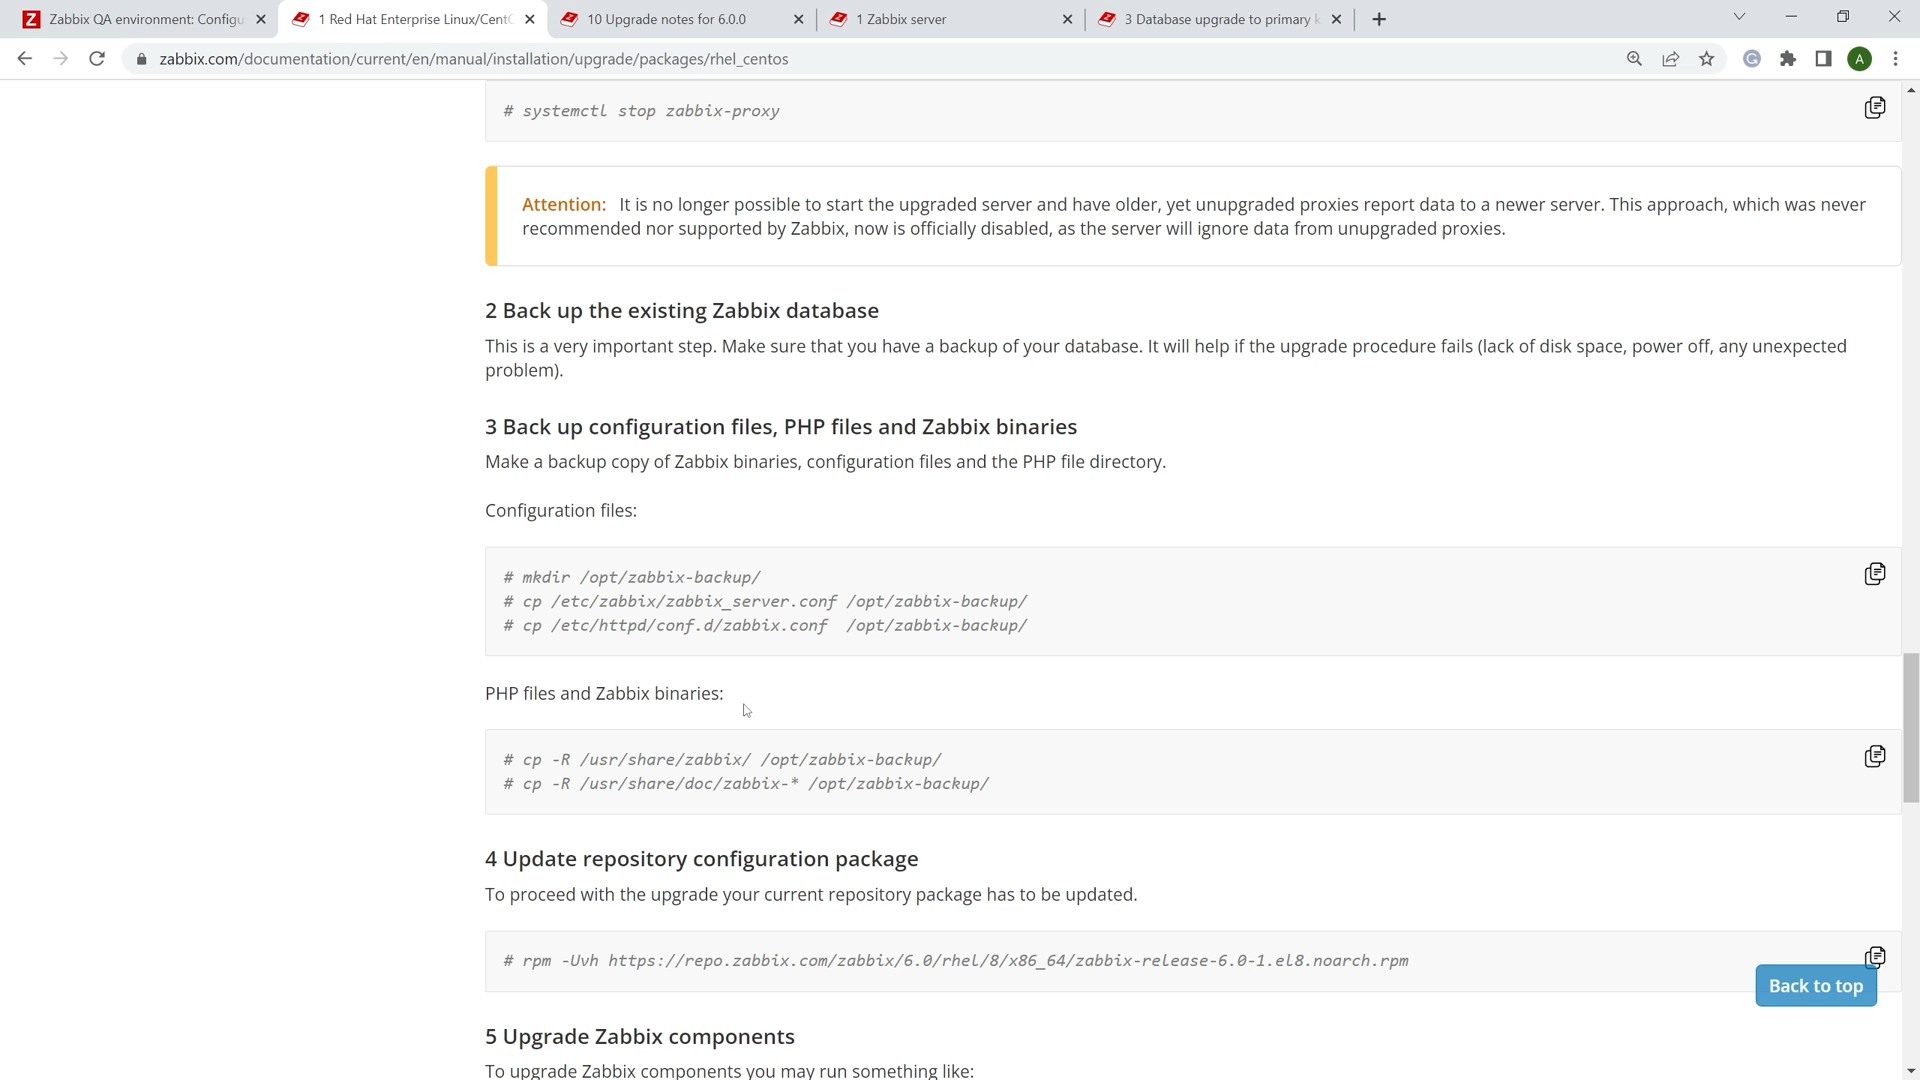 Zabbix QA environment: Configu
1 Red Hat Enterprise Linux/CentO
10 Upgrade notes for 6.0.0
1 Zabbix server
3 Database upgrade to primary k
zabbix.com/documentation/current/en/manual/installation/upgrade/packages/rhel_centos
A
# systemctl stop zabbix-proxy
Attention: It is no longer possible to start the upgraded server and have older, yet unupgraded proxies report data to a newer server. This approach, which was never
recommended nor supported by Zabbix, now is officially disabled, as the server will ignore data from unupgraded proxies.
2 Back up the existing Zabbix database
This is a very important step. Make sure that you have a backup of your database. It will help if the upgrade procedure fails (lack of disk space, power off, any unexpected
problem).
3 Back up configuration files, PHP files and Zabbix binaries
Make a backup copy of Zabbix binaries, configuration files and the PHP file directory.
Configuration files:
# mkdir /opt/zabbix-backup/
# cp /etc/zabbix/zabbix_server.conf /opt/zabbix-backup/
# cp /etc/httpd/conf.d/zabbix.conf  /opt/zabbix-backup/
PHP files and Zabbix binaries:
# cp -R /usr/share/zabbix/ /opt/zabbix-backup/
# cp -R /usr/share/doc/zabbix-* /opt/zabbix-backup/
4 Update repository configuration package
To proceed with the upgrade your current repository package has to be updated.
# rpm -Uvh https://repo.zabbix.com/zabbix/6.0/rhel/8/x86_64/zabbix-release-6.0-1.el8.noarch.rpm
Back to top
5 Upgrade Zabbix components
To upgrade Zabbix components you may run something like: